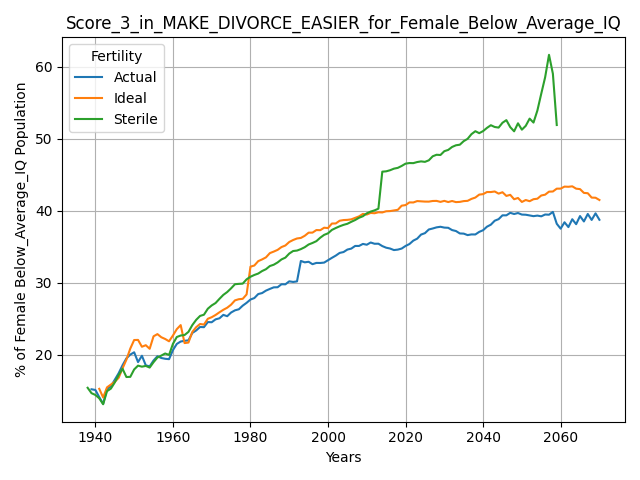 Score_3_in_MAKE_DIVORCE_EASIER_for_Female_Below_Average_IQ
Fertility
Actual
Ideal
Sterile
% of Female Below_Average_IQ Population
60
50
40
30
20
1940 1960 1980 2000 2020 2040 2060
Years